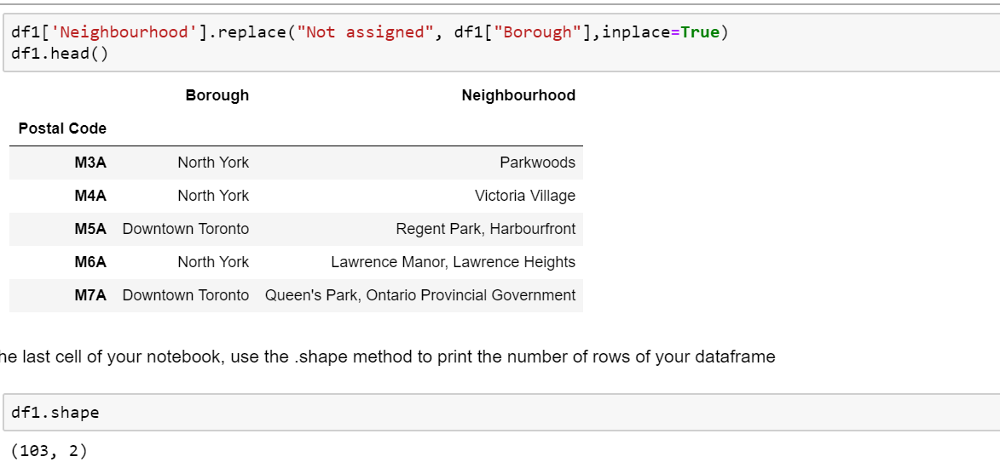 df1['Neighbourhood'].replace("Not assigned", df1["Borough"],inplace=True)
df1.head()
Borough Neighbourhood
Postal Code
M3A North York Parkwoods
M4A North York Victoria Village
M5A Downtown Toronto Regent Park, Harbourfront
M6A North York Lawrence Manor, Lawrence Heights
M7A Downtown Toronto Queen's Park, Ontario Provincial Government
he last cell of your notebook, use the .shape method to print the number of rows of your dataframe
df1.shape
(103, 2)